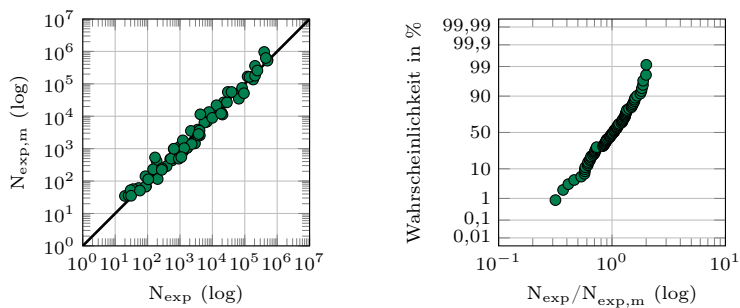 10^7
10^6
10^5
10^4
10^3
10^2
10^1
10^0
N_exp,m (log)
10^0 10^1 10^2 10^3 10^4 10^5 10^6 10^7
N_exp (log)
99,99
99,9
99
90
50
10
1
0,1
0,01
Wahrscheinlichkeit in %
10^−1 10^0 10^1
N_exp/N_exp,m (log)